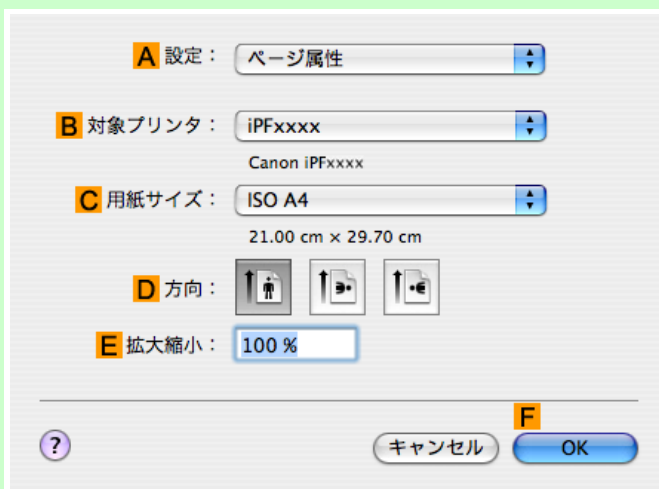 A 設定： ページ属性
B 対象プリンタ： iPFxxxx
Canon iPFxxxx
C 用紙サイズ： ISO A4
21.00 cm × 29.70 cm
D 方向：
E 拡大縮小： 100 %
F
? キャンセル OK